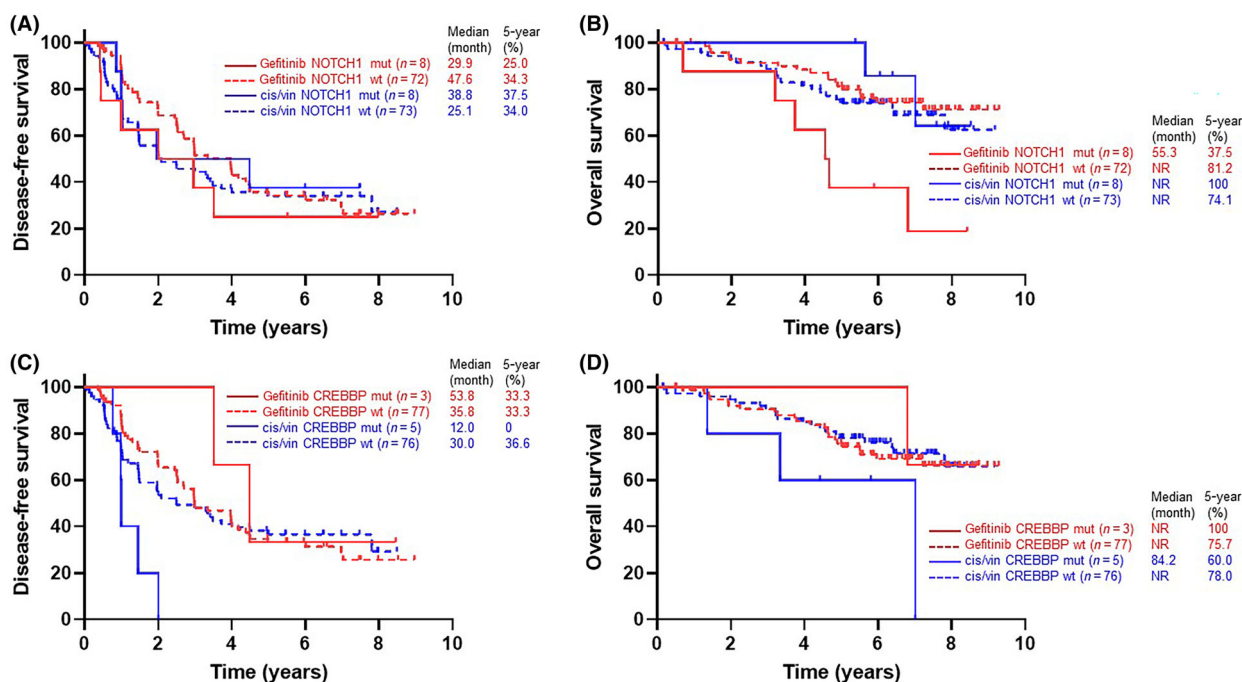 (A)
Median 5-year
(month) (%)
Gefitinib NOTCH1 mut (n = 8) 29.9 25.0
Gefitinib NOTCH1 wt (n = 72) 47.6 34.3
cis/vin NOTCH1 mut (n = 8) 38.8 37.5
cis/vin NOTCH1 wt (n = 73) 25.1 34.0
Disease-free survival
100
80
60
40
20
0
0 2 4 6 8 10
Time (years)
(B)
Overall survival
100
80
60
40
20
0
Median 5-year
(month) (%)
Gefitinib NOTCH1 mut (n = 8) 55.3 37.5
Gefitinib NOTCH1 wt (n = 72) NR 81.2
cis/vin NOTCH1 mut (n = 8) NR 100
cis/vin NOTCH1 wt (n = 73) NR 74.1
0 2 4 6 8 10
Time (years)
(C)
Median 5-year
(month) (%)
Gefitinib CREBBP mut (n = 3) 53.8 33.3
Gefitinib CREBBP wt (n = 77) 35.8 33.3
cis/vin CREBBP mut (n = 5) 12.0 0
cis/vin CREBBP wt (n = 76) 30.0 36.6
Disease-free survival
100
80
60
40
20
0
0 2 4 6 8 10
Time (years)
(D)
Overall survival
100
80
60
40
20
0
Median 5-year
(month) (%)
Gefitinib CREBBP mut (n = 3) NR 100
Gefitinib CREBBP wt (n = 77) NR 75.7
cis/vin CREBBP mut (n = 5) 84.2 60.0
cis/vin CREBBP wt (n = 76) NR 78.0
0 2 4 6 8 10
Time (years)